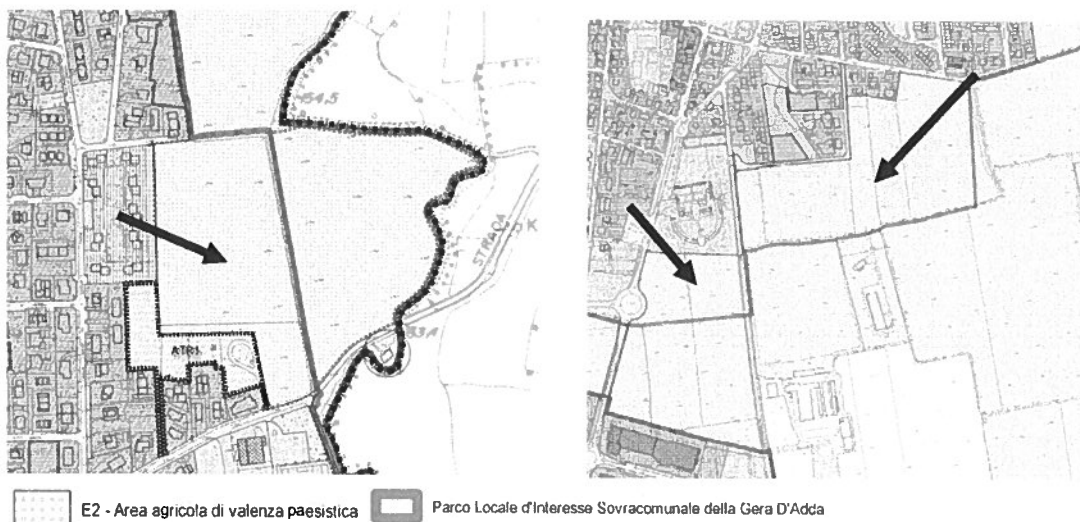 154,5
STRADA
K
ATR1
E2 - Area agricola di valenza paesistica
Parco Locale d'Interesse Sovracomunale della Gera D'Adda